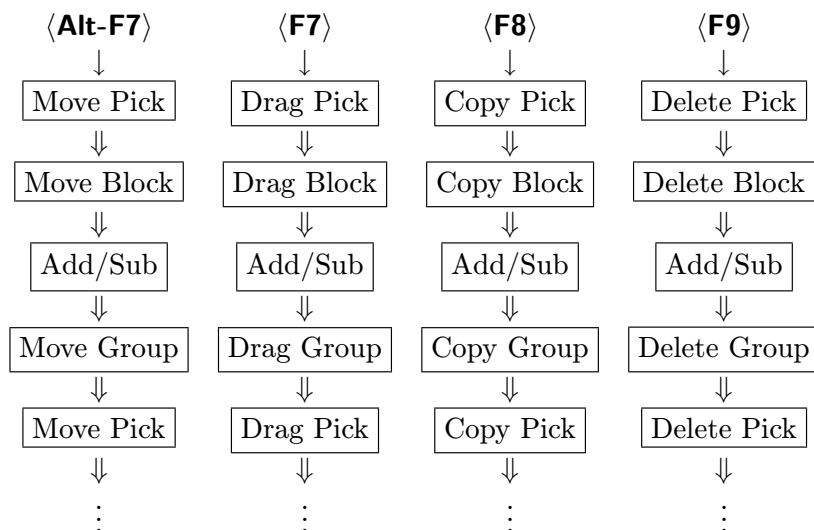 ⟨Alt-F7⟩ ⟨F7⟩ ⟨F8⟩ ⟨F9⟩
Move Pick Drag Pick Copy Pick Delete Pick
Move Block Drag Block Copy Block Delete Block
Add/Sub Add/Sub Add/Sub Add/Sub
Move Group Drag Group Copy Group Delete Group
Move Pick Drag Pick Copy Pick Delete Pick